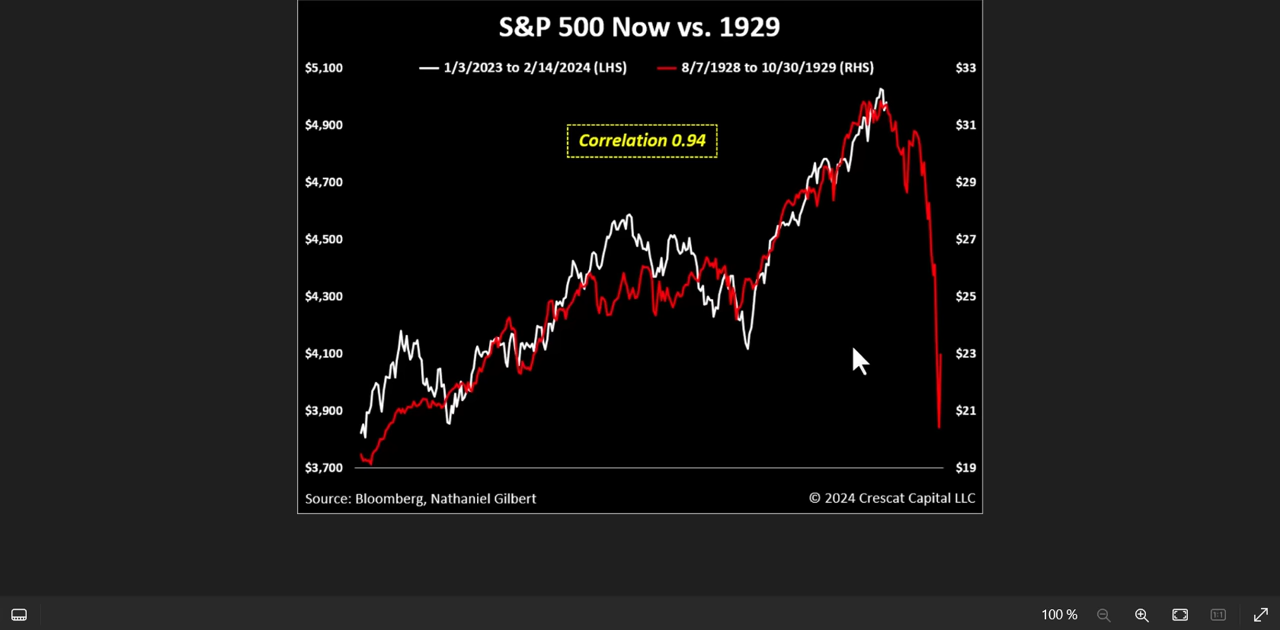 S&P 500 Now vs. 1929
1/3/2023 to 2/14/2024 (LHS) 8/7/1928 to 10/30/1929 (RHS)
$5,100 $33
$4,900 $31
Correlation 0.94
$4,700 $29
$4,500 $27
$4,300 $25
$4,100 $23
$3,900 $21
$3,700 $19
Source: Bloomberg, Nathaniel Gilbert © 2024 Crescat Capital LLC
100 % 1:1